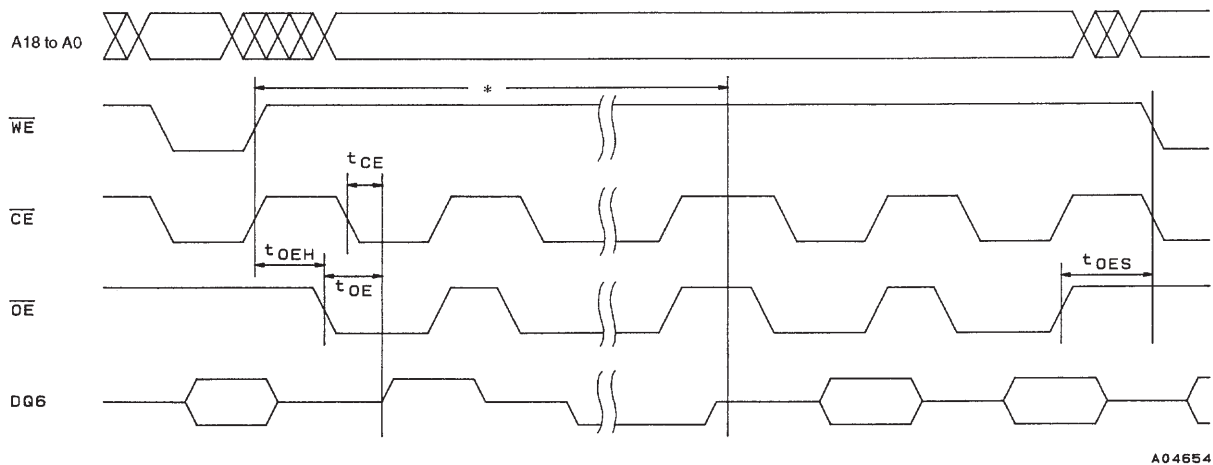 A18 to A0
*
WE
tCE
CE
tOEH
tOE
tOES
OE
DQ6
A04654